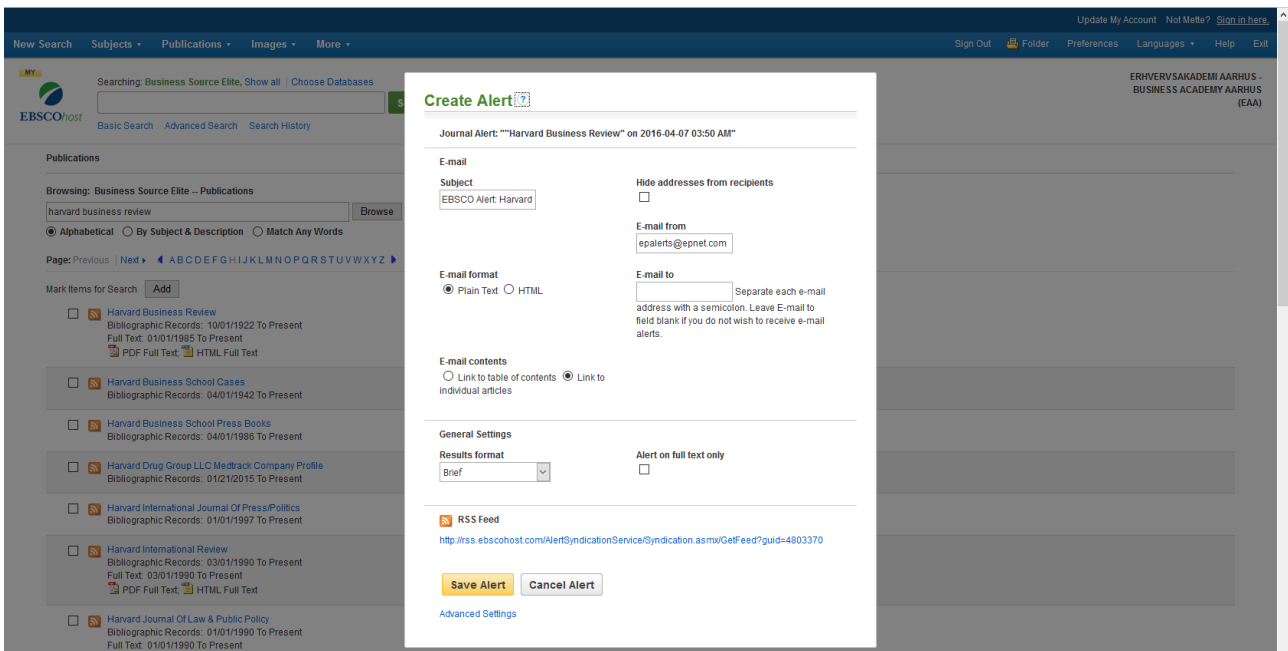 Update My Account Not Mette? Sign in here.
New Search Subjects Publications Images More Sign Out Folder Preferences Languages Help Exit
MY
EBSCOhost
Searching: Business Source Elite, Show all | Choose Databases
S
Basic Search Advanced Search Search History
ERHVERVSAKADEMI AARHUS -
BUSINESS ACADEMY AARHUS
(EAA)
Publications
Browsing: Business Source Elite -- Publications
harvard business review Browse
Alphabetical By Subject & Description Match Any Words
Page: Previous | Next A B C D E F G H I J K L M N O P Q R S T U V W X Y Z
Mark Items for Search Add
Harvard Business Review
Bibliographic Records: 10/01/1922 To Present
Full Text: 01/01/1985 To Present
PDF Full Text; HTML Full Text
Harvard Business School Cases
Bibliographic Records: 04/01/1942 To Present
Harvard Business School Press Books
Bibliographic Records: 04/01/1986 To Present
Harvard Drug Group LLC Medtrack Company Profile
Bibliographic Records: 01/21/2015 To Present
Harvard International Journal Of Press/Politics
Bibliographic Records: 01/01/1997 To Present
Harvard International Review
Bibliographic Records: 03/01/1990 To Present
Full Text: 03/01/1990 To Present
PDF Full Text; HTML Full Text
Harvard Journal Of Law & Public Policy
Bibliographic Records: 01/01/1990 To Present
Full Text: 01/01/1990 To Present
Create Alert ?
Journal Alert: ""Harvard Business Review" on 2016-04-07 03:50 AM"
E-mail
Subject
EBSCO Alert: Harvard
Hide addresses from recipients
E-mail from
epalerts@epnet.com
E-mail format
Plain Text HTML
E-mail to
Separate each e-mail
address with a semicolon. Leave E-mail to
field blank if you do not wish to receive e-mail
alerts.
E-mail contents
Link to table of contents Link to
individual articles
General Settings
Results format
Brief
Alert on full text only
RSS Feed
http://rss.ebscohost.com/AlertSyndicationService/Syndication.asmx/GetFeed?guid=4803370
Save Alert Cancel Alert
Advanced Settings